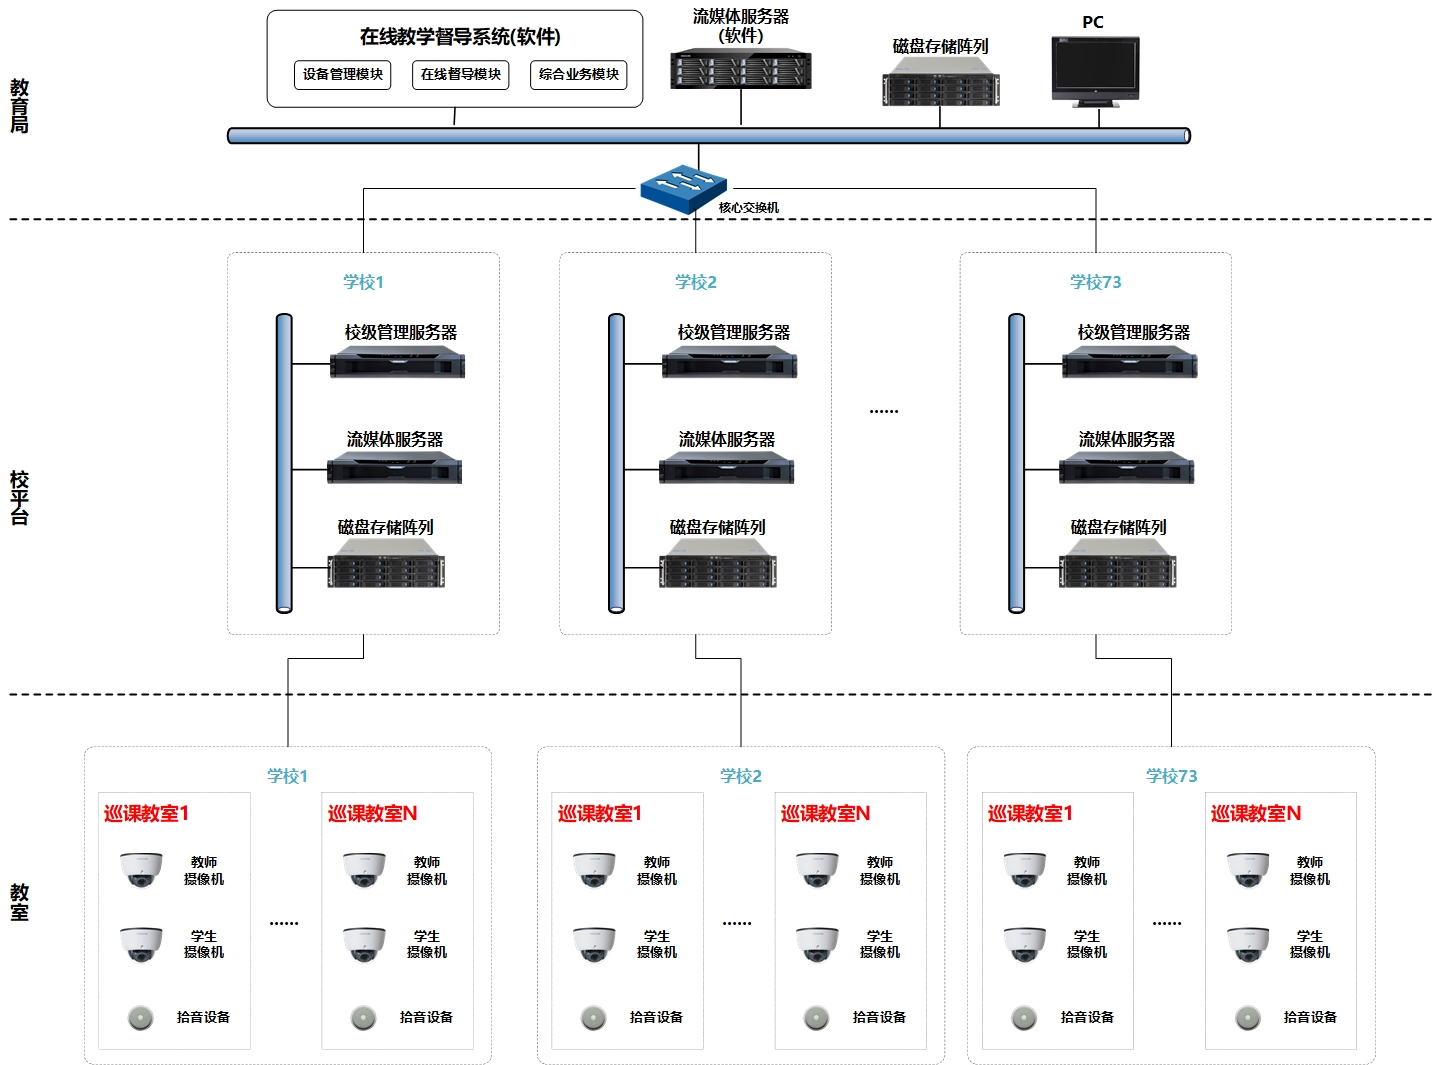 教育局
在线教学督导系统(软件)
设备管理模块
在线督导模块
综合业务模块
流媒体服务器
(软件)
磁盘存储阵列
PC
核心交换机
校平台
学校1
校级管理服务器
流媒体服务器
磁盘存储阵列
学校2
校级管理服务器
流媒体服务器
磁盘存储阵列
......
学校73
校级管理服务器
流媒体服务器
磁盘存储阵列
教室
学校1
巡课教室1
教师
摄像机
学生
摄像机
拾音设备
......
巡课教室N
教师
摄像机
学生
摄像机
拾音设备
学校2
巡课教室1
教师
摄像机
学生
摄像机
拾音设备
......
巡课教室N
教师
摄像机
学生
摄像机
拾音设备
学校73
巡课教室1
教师
摄像机
学生
摄像机
拾音设备
......
巡课教室N
教师
摄像机
学生
摄像机
拾音设备